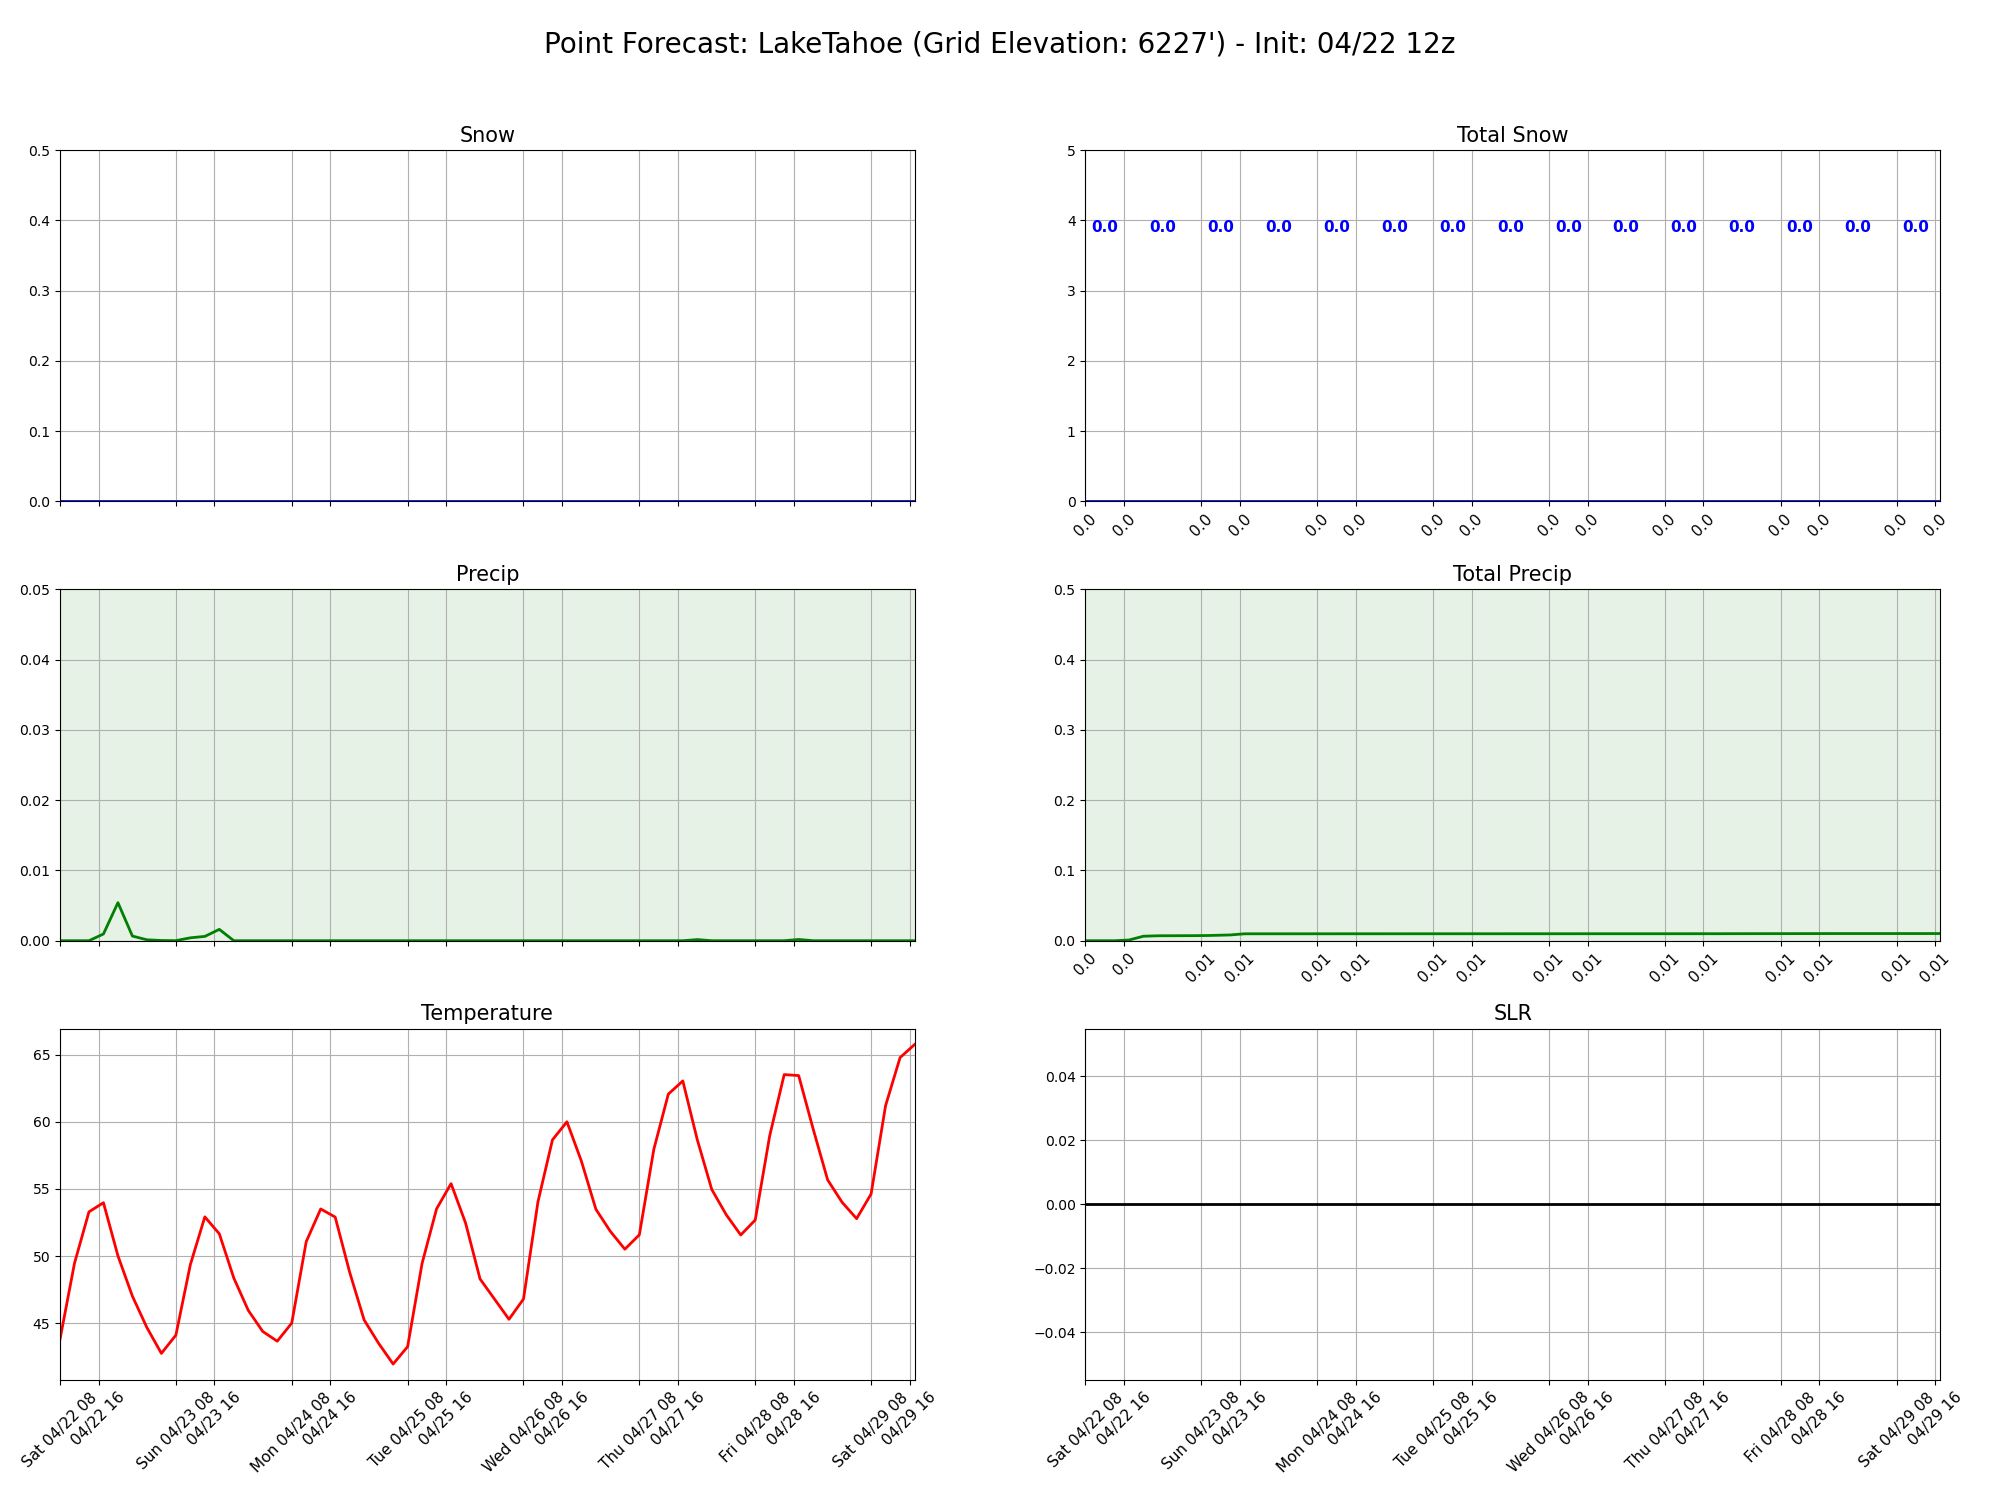 Point Forecast: LakeTahoe (Grid Elevation: 6227') - Init: 04/22 12z
Snow
0.5
0.4
0.3
0.2
0.1
0.0
Total Snow
5
4
3
2
1
0
0.0 0.0 0.0 0.0 0.0 0.0 0.0 0.0 0.0 0.0 0.0 0.0 0.0 0.0 0.0
0.0 0.0 0.0 0.0 0.0 0.0 0.0 0.0 0.0 0.0 0.0 0.0 0.0 0.0 0.0 0.0
Precip
0.05
0.04
0.03
0.02
0.01
0.00
Total Precip
0.5
0.4
0.3
0.2
0.1
0.0
0.0 0.0 0.01 0.01 0.01 0.01 0.01 0.01 0.01 0.01 0.01 0.01 0.01 0.01 0.01 0.01
Temperature
65
60
55
50
45
Sat 04/22 08
04/22 16
Sun 04/23 08
04/23 16
Mon 04/24 08
04/24 16
Tue 04/25 08
04/25 16
Wed 04/26 08
04/26 16
Thu 04/27 08
04/27 16
Fri 04/28 08
04/28 16
Sat 04/29 08
04/29 16
SLR
0.04
0.02
0.00
−0.02
−0.04
Sat 04/22 08
04/22 16
Sun 04/23 08
04/23 16
Mon 04/24 08
04/24 16
Tue 04/25 08
04/25 16
Wed 04/26 08
04/26 16
Thu 04/27 08
04/27 16
Fri 04/28 08
04/28 16
Sat 04/29 08
04/29 16